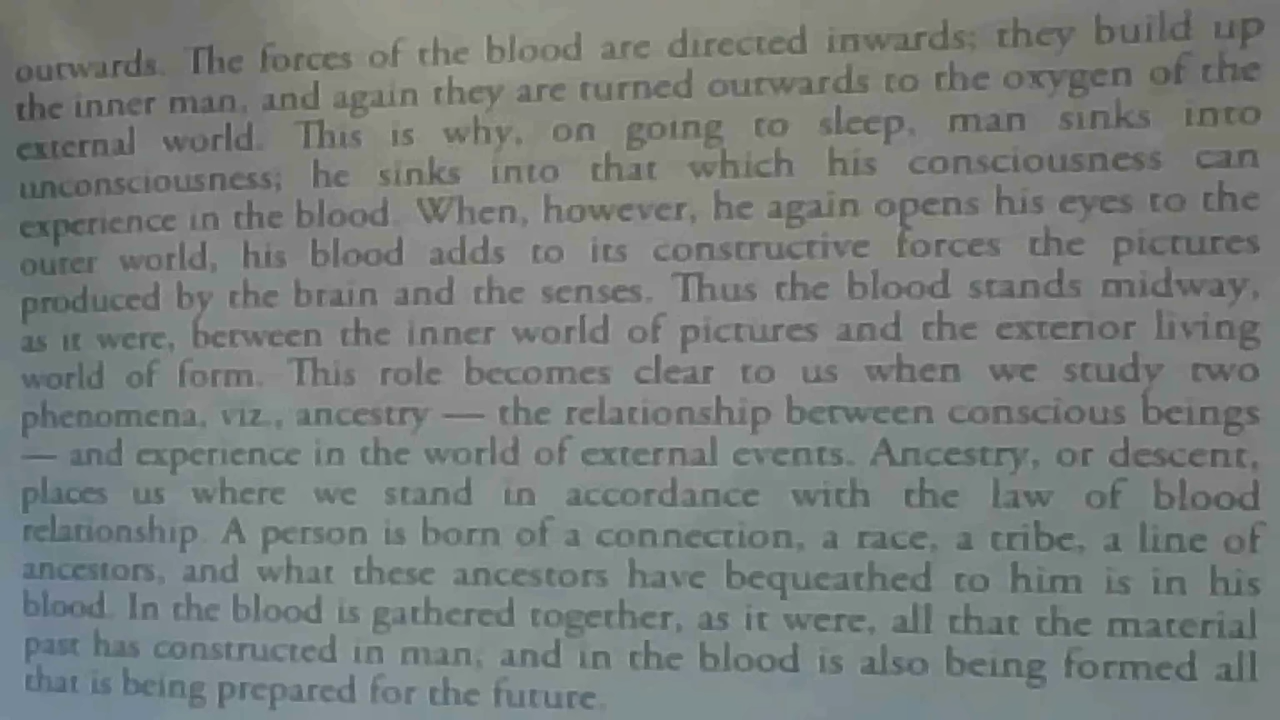 outwards. The forces of the blood are directed inwards; they build up
the inner man, and again they are turned outwards to the oxygen of the
external world. This is why, on going to sleep, man sinks into
unconsciousness; he sinks into that which his consciousness can
experience in the blood. When, however, he again opens his eyes to the
outer world, his blood adds to its constructive forces the pictures
produced by the brain and the senses. Thus the blood stands midway,
as it were, between the inner world of pictures and the exterior living
world of form. This role becomes clear to us when we study two
phenomena, viz., ancestry — the relationship between conscious beings
— and experience in the world of external events. Ancestry, or descent,
places us where we stand in accordance with the law of blood
relationship. A person is born of a connection, a race, a tribe, a line of
ancestors, and what these ancestors have bequeathed to him is in his
blood. In the blood is gathered together, as it were, all that the material
past has constructed in man; and in the blood is also being formed all
that is being prepared for the future.